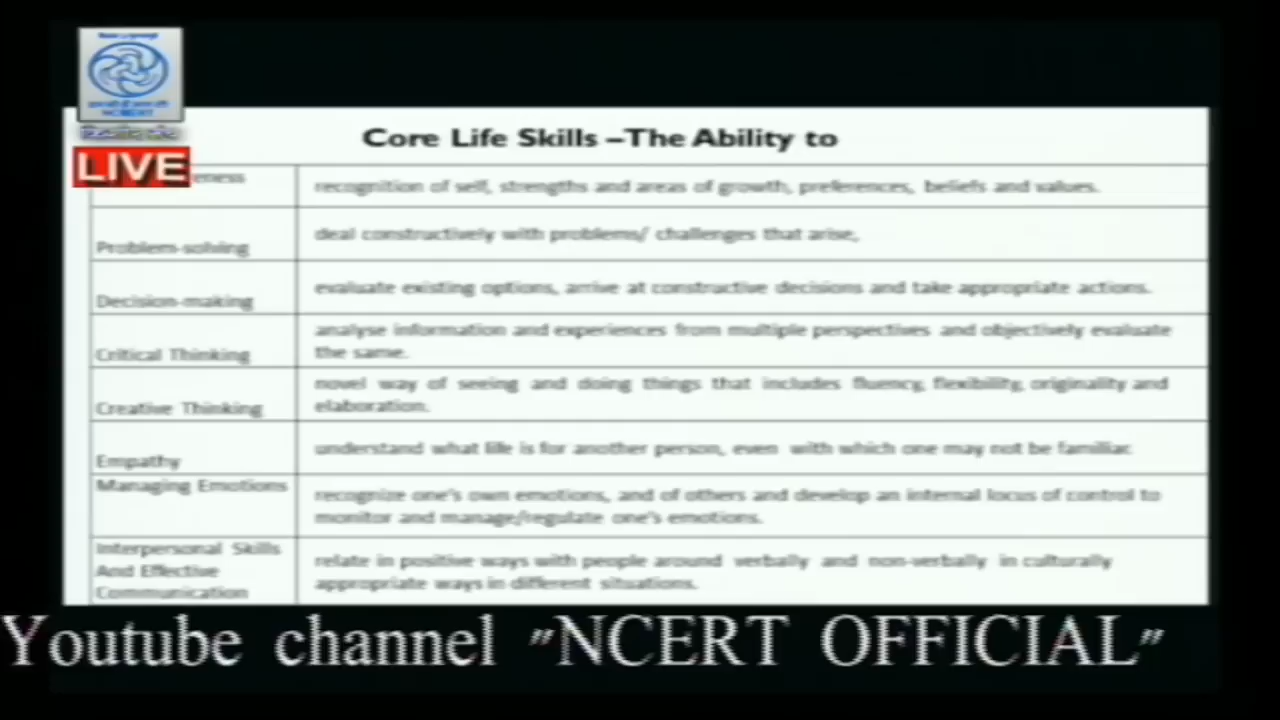 NCERT
LIVE
Core Life Skills –The Ability to
recognition of self, strengths and areas of growth, preferences, beliefs and values.
Problem-solving
deal constructively with problems/ challenges that arise,
Decision-making
evaluate existing options, arrive at constructive decisions and take appropriate actions.
Critical Thinking
analyse information and experiences from multiple perspectives and objectively evaluate
the same.
Creative Thinking
novel way of seeing and doing things that includes fluency, flexibility, originality and
elaboration.
Empathy
understand what life is for another person, even with which one may not be familiar.
Managing Emotions
recognize one's own emotions, and of others and develop an internal locus of control to
monitor and manage/regulate one's emotions.
Interpersonal Skills
And Effective
Communication
relate in positive ways with people around verbally and non-verbally in culturally
appropriate ways in different situations.
Youtube channel "NCERT OFFICIAL"